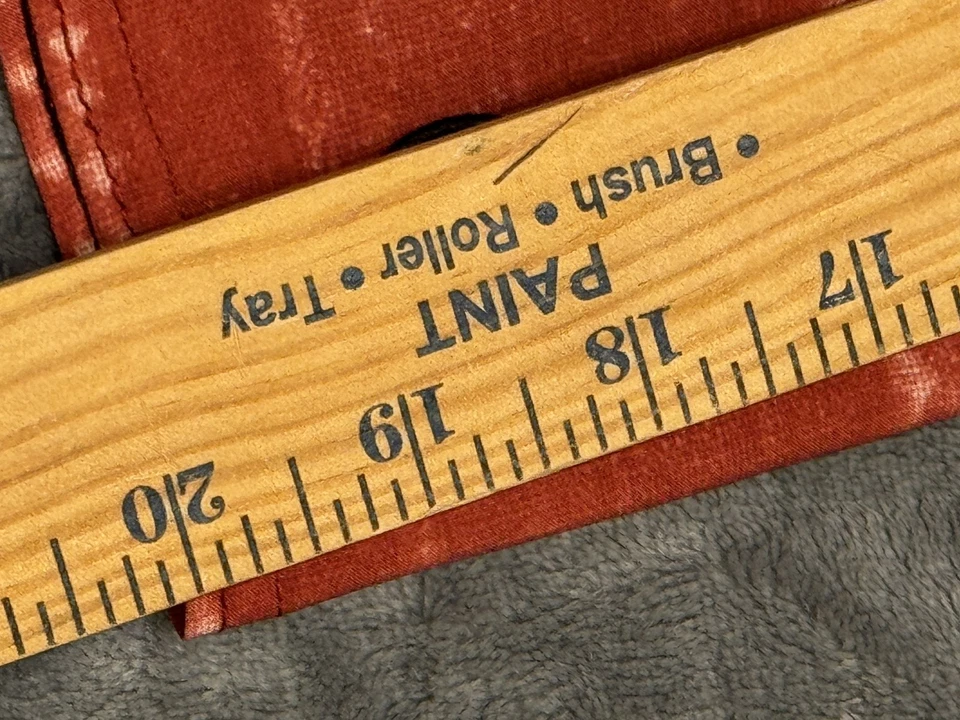 17 18 19 20
PAINT
• Brush • Roller • Tray